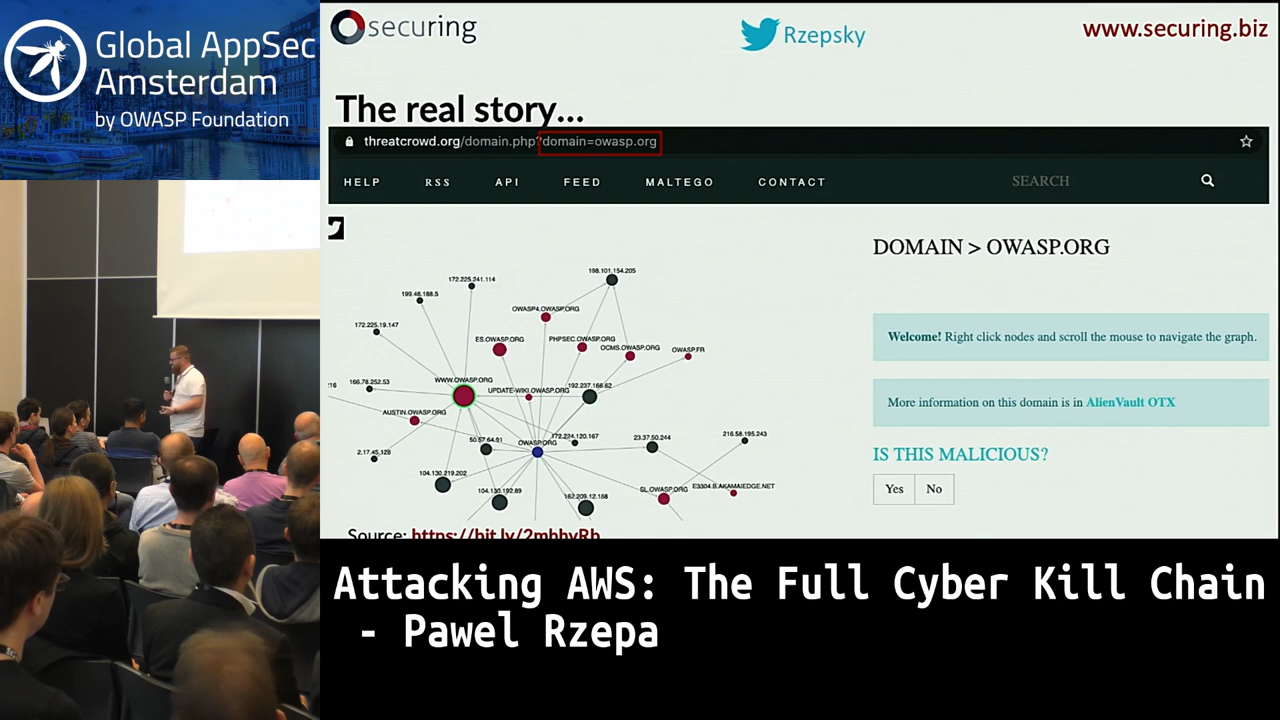 Global AppSec
Amsterdam
by OWASP Foundation
securing
Rzepsky
www.securing.biz
The real story...
threatcrowd.org/domain.php?domain=owasp.org
HELP RSS API FEED MALTEGO CONTACT SEARCH
DOMAIN > OWASP.ORG
Welcome! Right click nodes and scroll the mouse to navigate the graph.
More information on this domain is in AlienVault OTX
IS THIS MALICIOUS?
Yes No
198.101.154.205
172.225.241.114
199.46.188.5
OWASP4.OWASP.ORG
172.225.19.147
ES.OWASP.ORG
PHPSEC.OWASP.ORG
OCMS.OWASP.ORG
OWASP.FR
WWW.OWASP.ORG
166.78.252.53
UPDATE-WIKI.OWASP.ORG
192.237.166.62
AUSTIN.OWASP.ORG
50.57.64.91
OWASP.ORG
172.224.120.167
23.37.50.244
216.58.195.243
2.17.45.128
104.130.219.202
104.130.192.89
162.209.12.188
SL.OWASP.ORG
E3304.B.AKAMAIEDGE.NET
Source:
Attacking AWS: The Full Cyber Kill Chain
- Pawel Rzepa